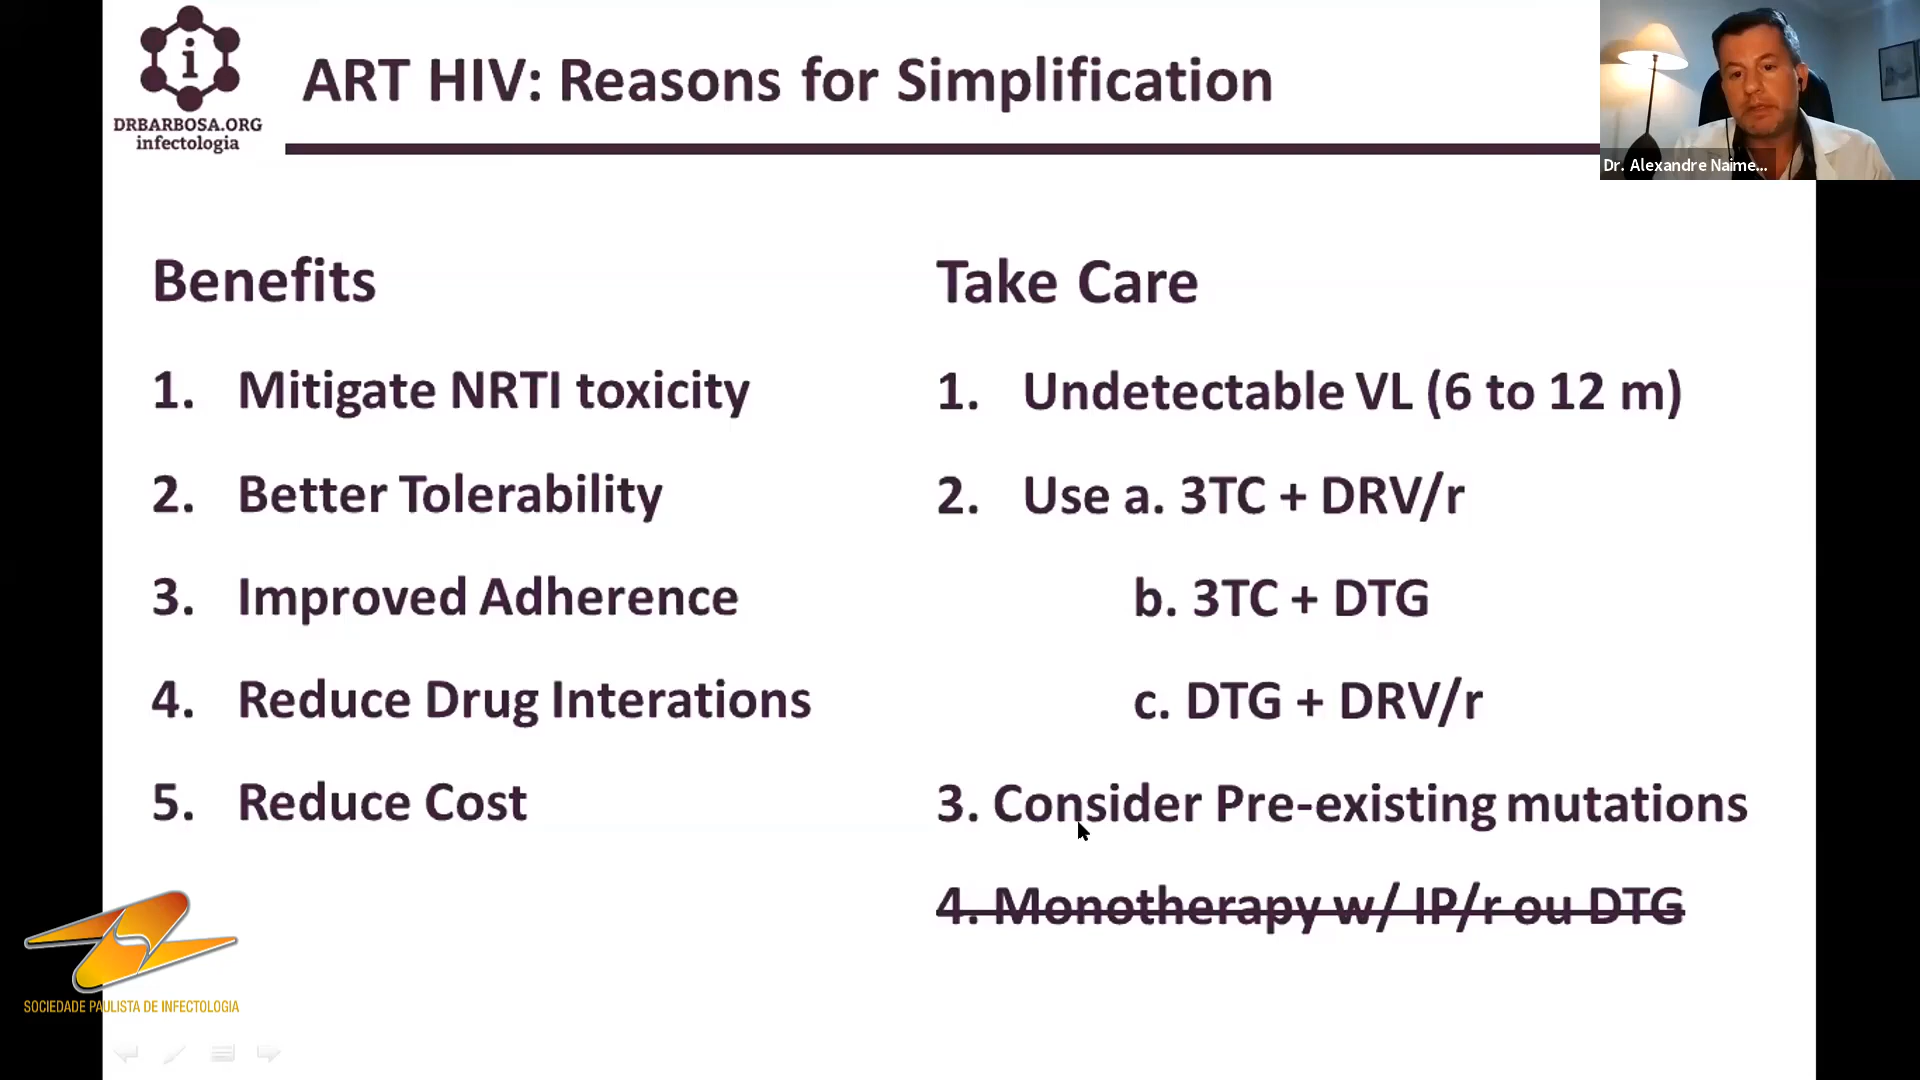 i
DRBARBOSA.ORG
infectologia
ART HIV: Reasons for Simplification
Dr. Alexandre Naime...
Benefits
1. Mitigate NRTI toxicity
2. Better Tolerability
3. Improved Adherence
4. Reduce Drug Interations
5. Reduce Cost
Take Care
1. Undetectable VL (6 to 12 m)
2. Use a. 3TC + DRV/r
b. 3TC + DTG
c. DTG + DRV/r
3. Consider Pre-existing mutations
4. Monotherapy w/ IP/r ou DTG
SOCIEDADE PAULISTA DE INFECTOLOGIA